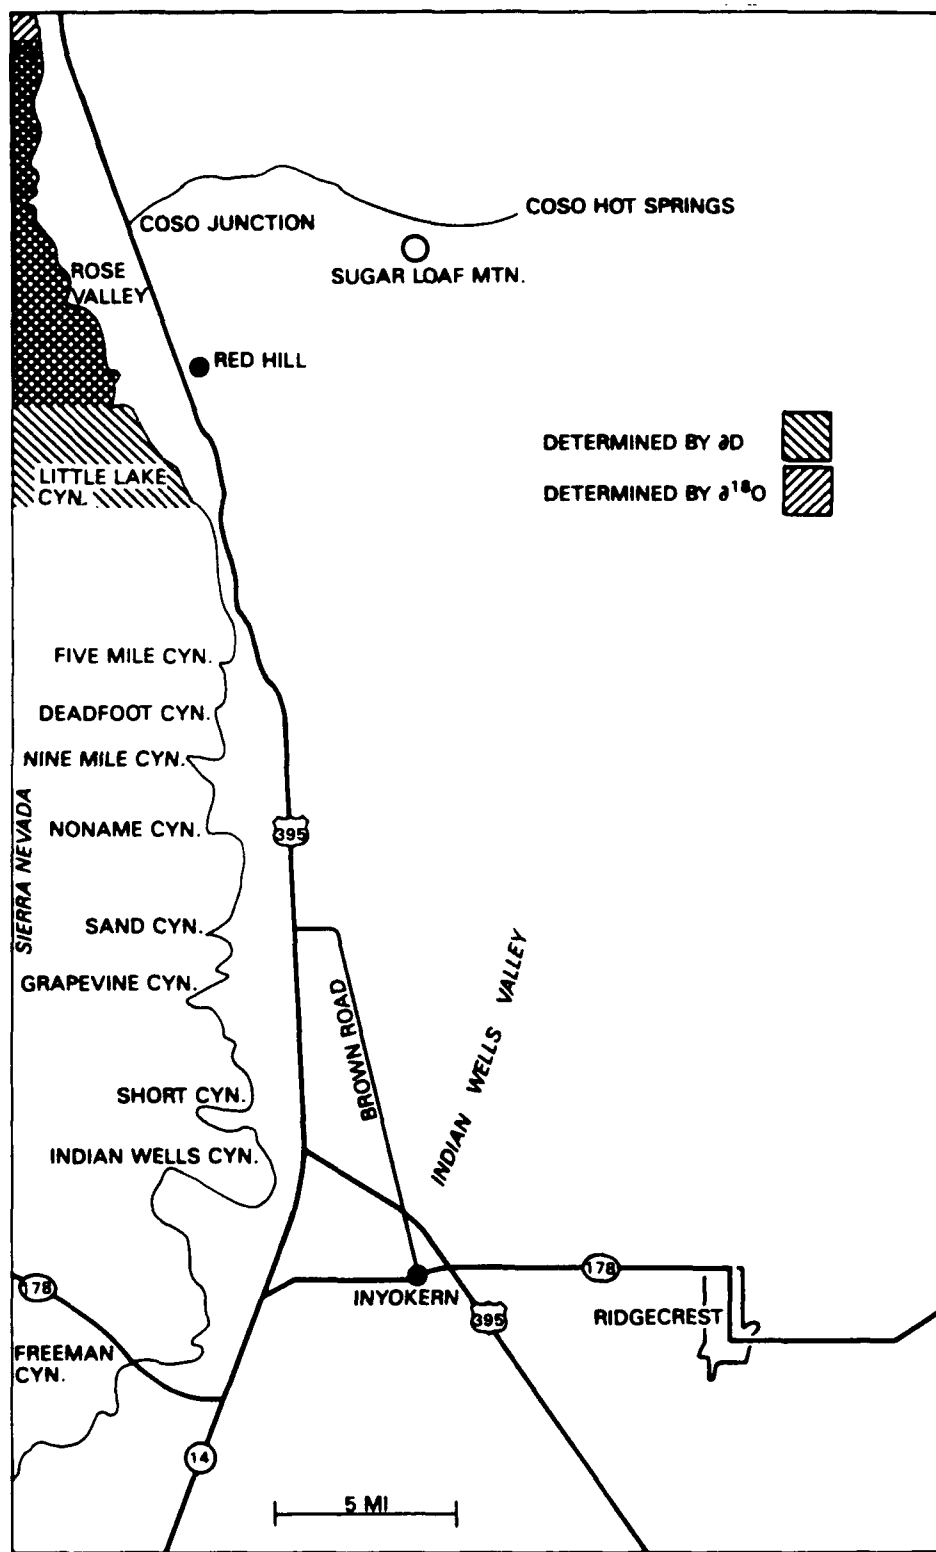 COSO HOT SPRINGS
COSO JUNCTION
SUGAR LOAF MTN.
ROSE
VALLEY
RED HILL
DETERMINED BY ∂D
DETERMINED BY ∂¹⁸O
LITTLE LAKE
CYN.
FIVE MILE CYN.
DEADFOOT CYN.
NINE MILE CYN.
SIERRA NEVADA
NONAME CYN.
395
SAND CYN.
GRAPEVINE CYN.
BROWN ROAD
INDIAN WELLS VALLEY
SHORT CYN.
INDIAN WELLS CYN.
178
178
INYOKERN
395
RIDGECREST
FREEMAN
CYN.
14
5 MI